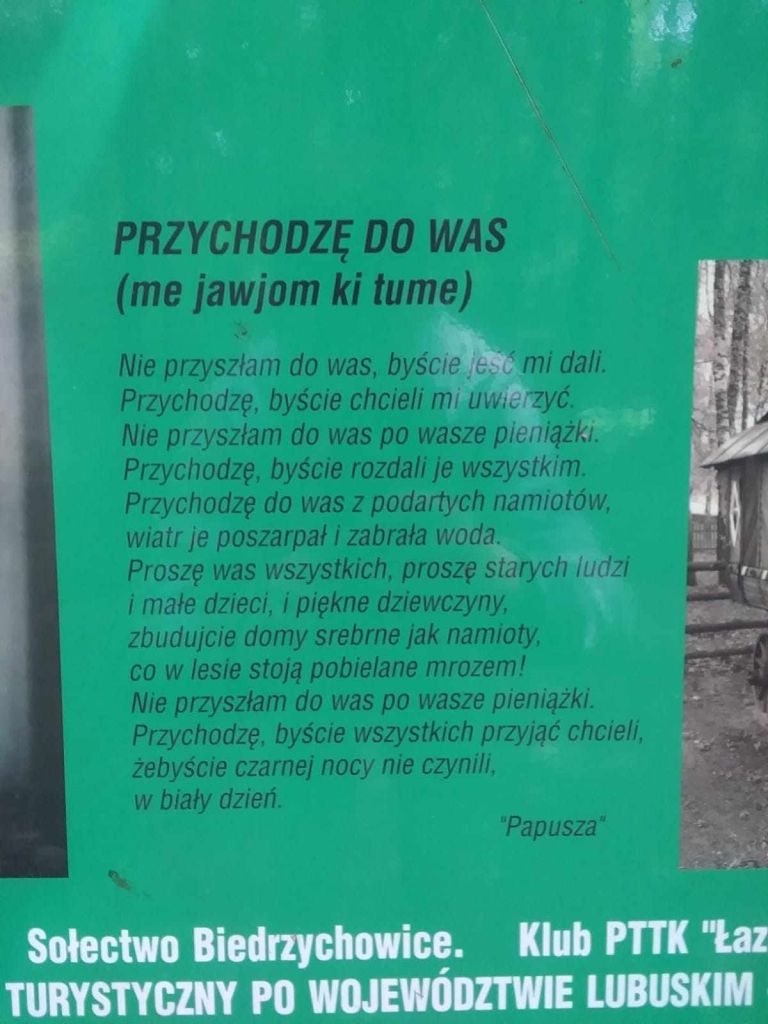 PRZYCHODZĘ DO WAS
(me jawjom ki tume)
Nie przyszłam do was, byście jeść mi dali.
Przychodzę, byście chcieli mi uwierzyć.
Nie przyszłam do was po wasze pieniążki.
Przychodzę, byście rozdali je wszystkim.
Przychodzę do was z podartych namiotów,
wiatr je poszarpał i zabrała woda.
Proszę was wszystkich, proszę starych ludzi
i małe dzieci, i piękne dziewczyny,
zbudujcie domy srebrne jak namioty,
co w lesie stoją pobielane mrozem!
Nie przyszłam do was po wasze pieniążki.
Przychodzę, byście wszystkich przyjąć chcieli,
żebyście czarnej nocy nie czynili,
w biały dzień.
"Papusza"
Sołectwo Biedrzychowice. Klub PTTK "Łaz
TURYSTYCZNY PO WOJEWÓDZTWIE LUBUSKIM